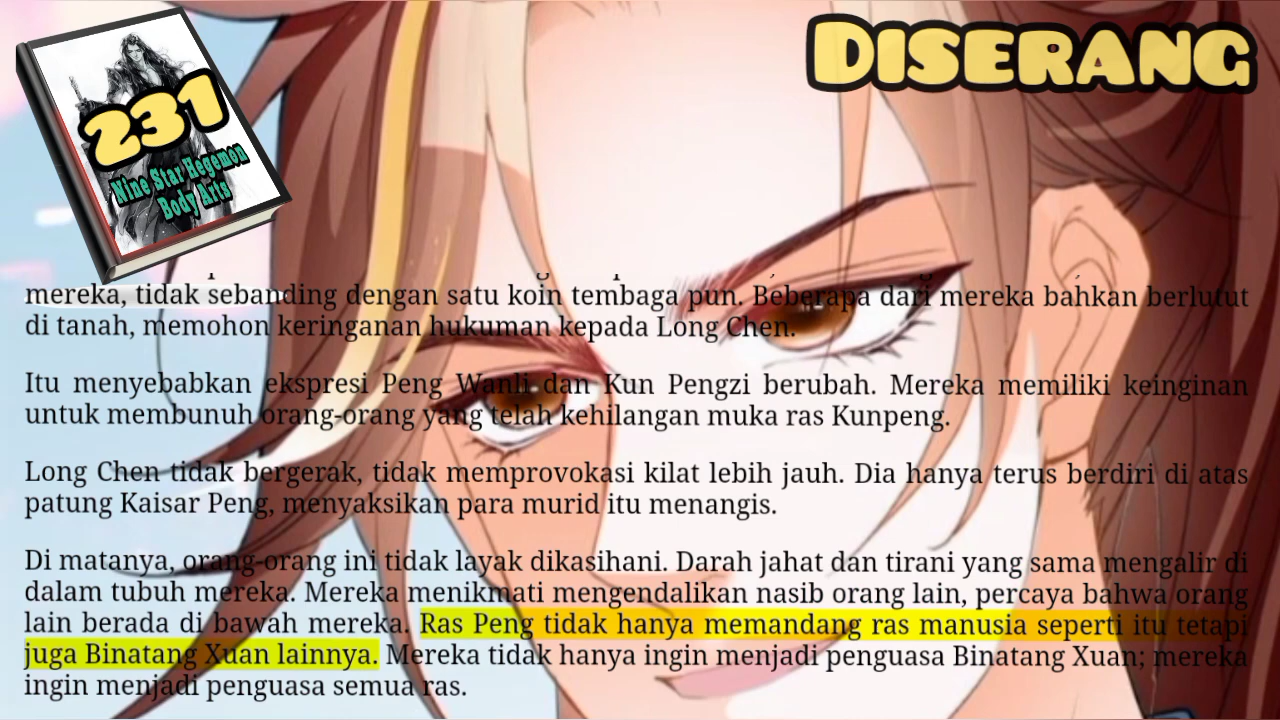 DISERANG
231
Nine Star Hegemon
Body Arts
mereka, tidak sebanding dengan satu koin tembaga pun. Beberapa dari mereka bahkan berlutut
di tanah, memohon keringanan hukuman kepada Long Chen.
Itu menyebabkan ekspresi Peng Wanli dan Kun Pengzi berubah. Mereka memiliki keinginan
untuk membunuh orang-orang yang telah kehilangan muka ras Kunpeng.
Long Chen tidak bergerak, tidak memprovokasi kilat lebih jauh. Dia hanya terus berdiri di atas
patung Kaisar Peng, menyaksikan para murid itu menangis.
Di matanya, orang-orang ini tidak layak dikasihani. Darah jahat dan tirani yang sama mengalir di
dalam tubuh mereka. Mereka menikmati mengendalikan nasib orang lain, percaya bahwa orang
lain berada di bawah mereka. Ras Peng tidak hanya memandang ras manusia seperti itu tetapi
juga Binatang Xuan lainnya. Mereka tidak hanya ingin menjadi penguasa Binatang Xuan; mereka
ingin menjadi penguasa semua ras.